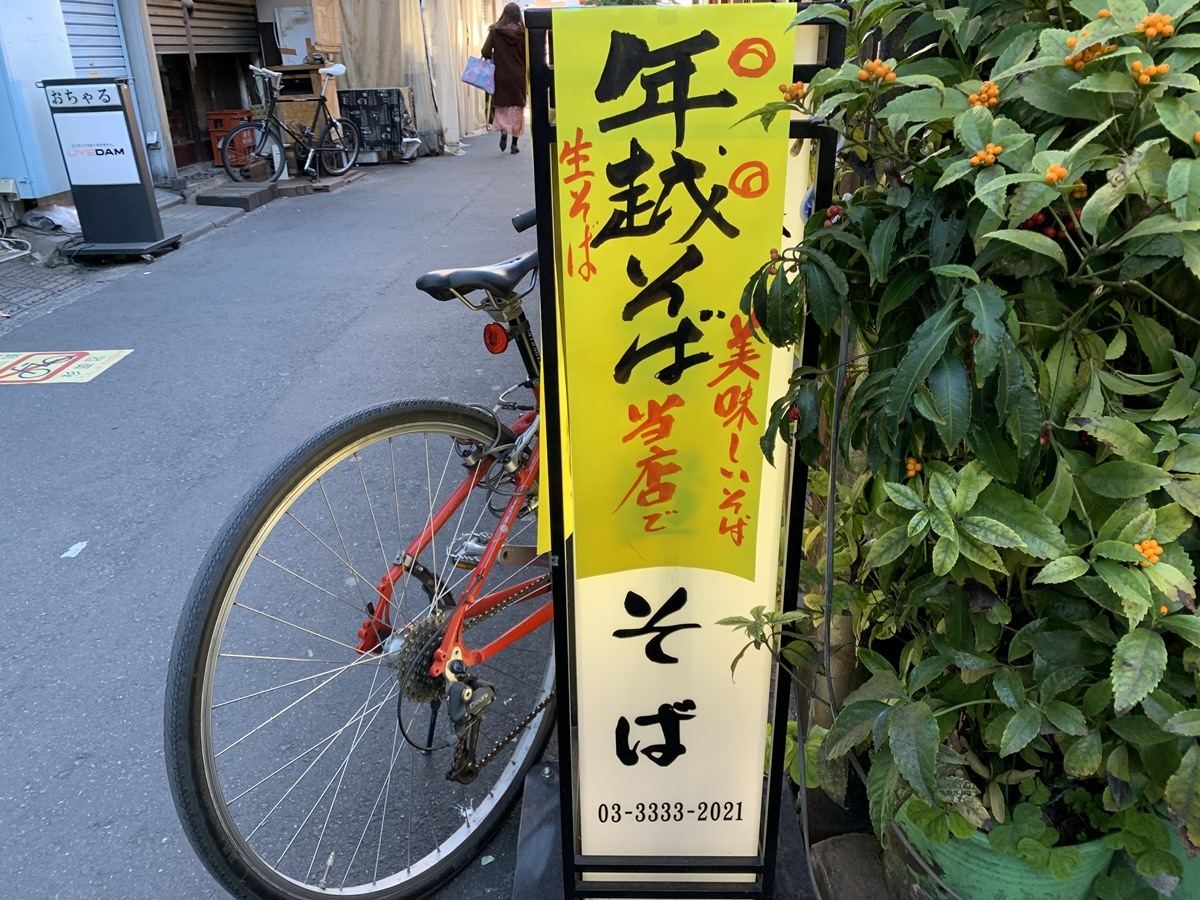 おちゃる
LIVE DAM
年越そば
生そば
美味しいそば
当店で
そば
03-3333-2021